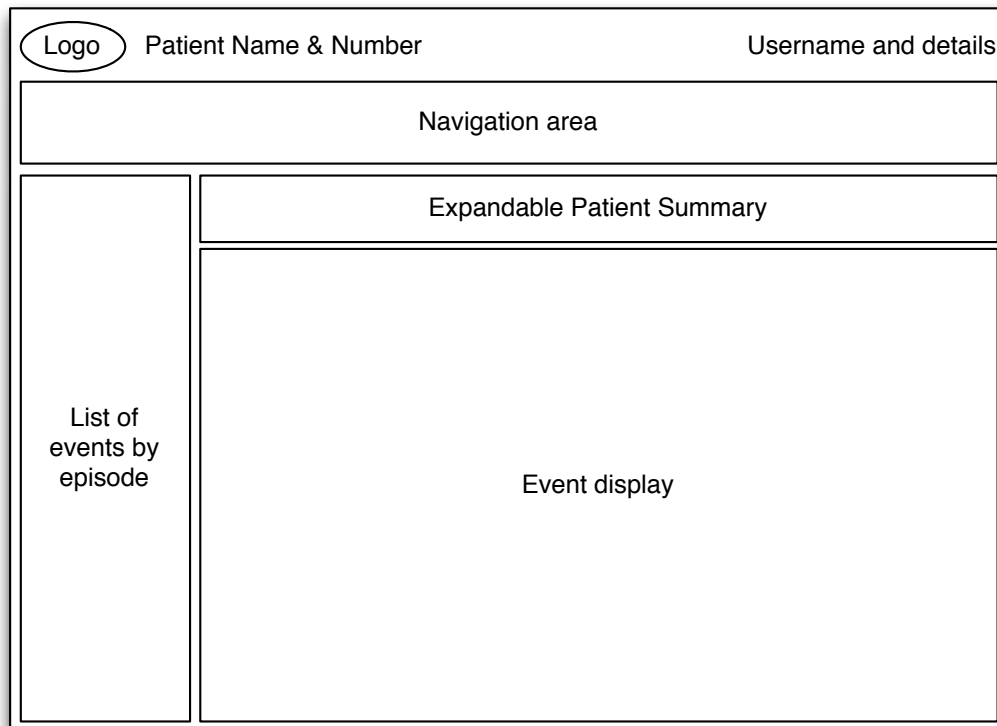 Logo
Patient Name & Number
Username and details
Navigation area
Expandable Patient Summary
List of
events by
episode
Event display